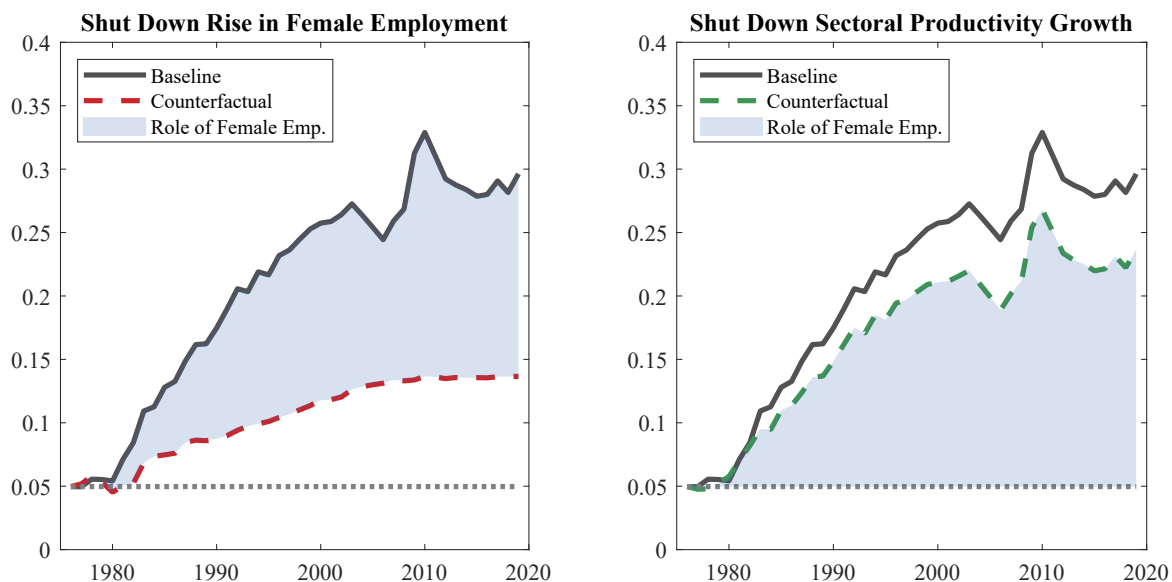 Shut Down Rise in Female Employment
0.4
0.35
0.3
0.25
0.2
0.15
0.1
0.05
0
Baseline
Counterfactual
Role of Female Emp.
1980 1990 2000 2010 2020
Shut Down Sectoral Productivity Growth
0.4
0.35
0.3
0.25
0.2
0.15
0.1
0.05
0
Baseline
Counterfactual
Role of Female Emp.
1980 1990 2000 2010 2020